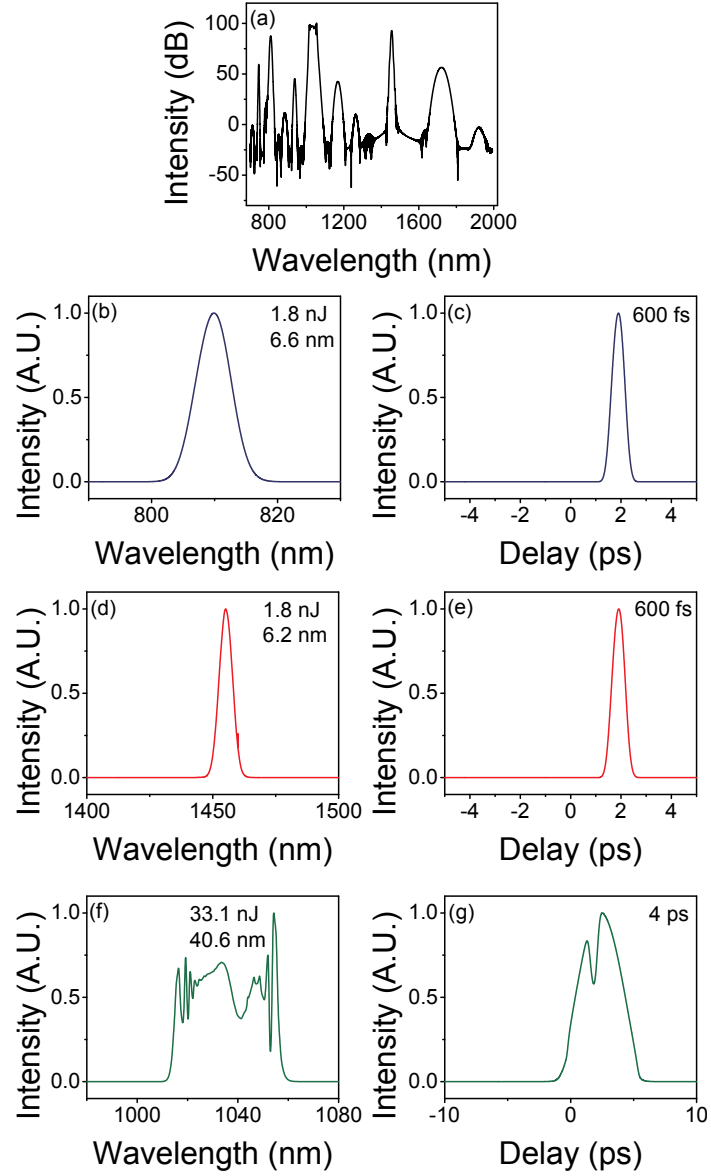 (a)
Intensity (dB)
100
50
0
-50
800 1200 1600 2000
Wavelength (nm)
(b)
1.8 nJ
6.6 nm
Intensity (A.U.)
1.0
0.5
0.0
800 820
Wavelength (nm)
(c)
600 fs
Intensity (A.U.)
1.0
0.5
0.0
-4 -2 0 2 4
Delay (ps)
(d)
1.8 nJ
6.2 nm
Intensity (A.U.)
1.0
0.5
0.0
1400 1450 1500
Wavelength (nm)
(e)
600 fs
Intensity (A.U.)
1.0
0.5
0.0
-4 -2 0 2 4
Delay (ps)
(f)
33.1 nJ
40.6 nm
Intensity (A.U.)
1.0
0.5
0.0
1000 1040 1080
Wavelength (nm)
(g)
4 ps
Intensity (A.U.)
1.0
0.5
0.0
-10 0 10
Delay (ps)